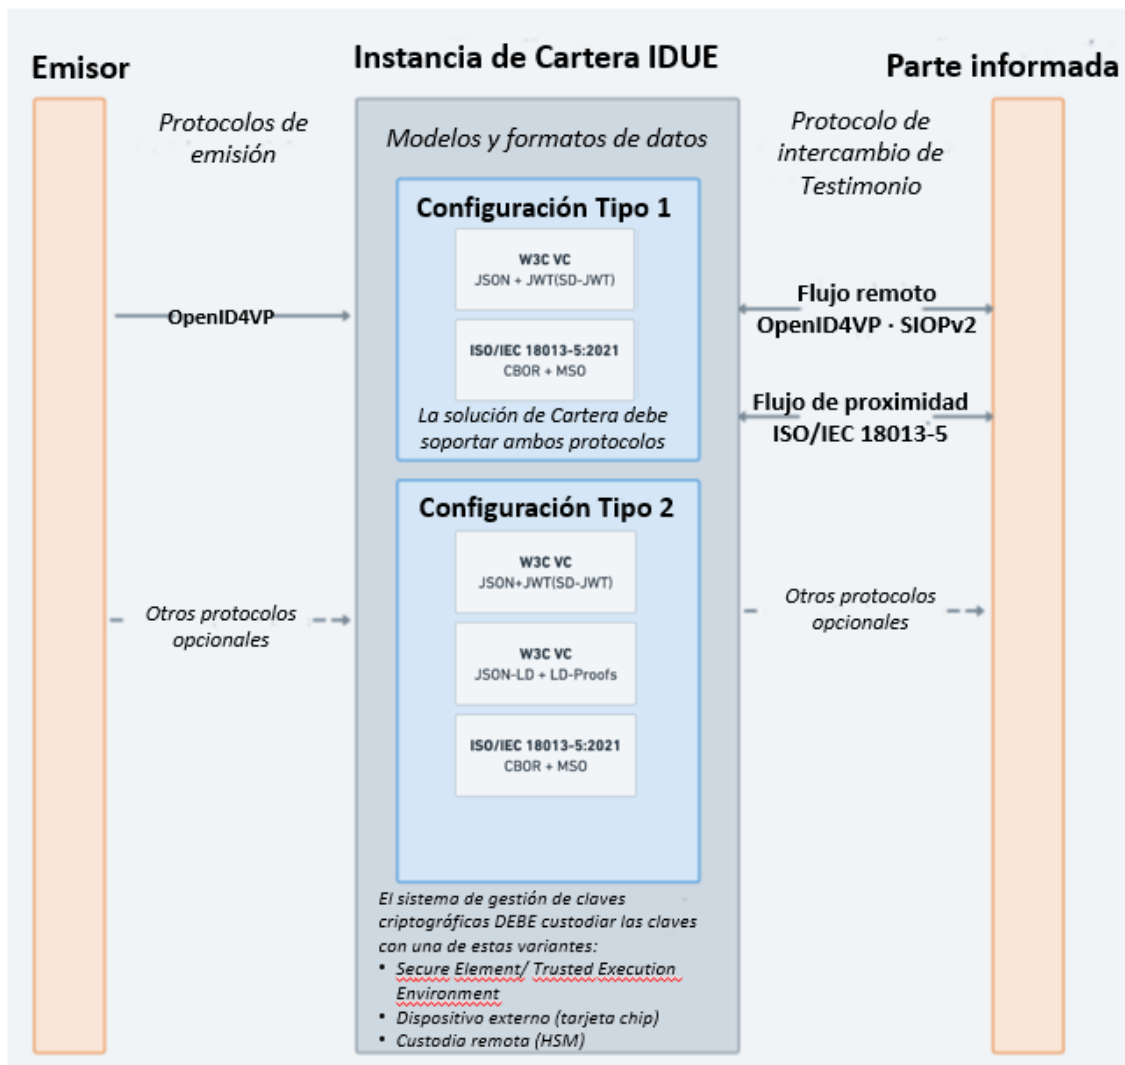 Emisor
Instancia de Cartera IDUE
Parte informada
Protocolos de
emisión
Modelos y formatos de datos
Protocolo de
intercambio de
Testimonio
Configuración Tipo 1
W3C VC
JSON + JWT(SD-JWT)
ISO/IEC 18013-5:2021
CBOR + MSO
La solución de Cartera debe
soportar ambos protocolos
OpenID4VP
Flujo remoto
OpenID4VP · SIOPv2
Flujo de proximidad
ISO/IEC 18013-5
Configuración Tipo 2
W3C VC
JSON+JWT(SD-JWT)
W3C VC
JSON-LD + LD-Proofs
ISO/IEC 18013-5:2021
CBOR + MSO
Otros protocolos
opcionales
Otros protocolos
opcionales
El sistema de gestión de claves
criptográficas DEBE custodiar las claves
con una de estas variantes:
• Secure Element/ Trusted Execution
Environment
• Dispositivo externo (tarjeta chip)
• Custodia remota (HSM)